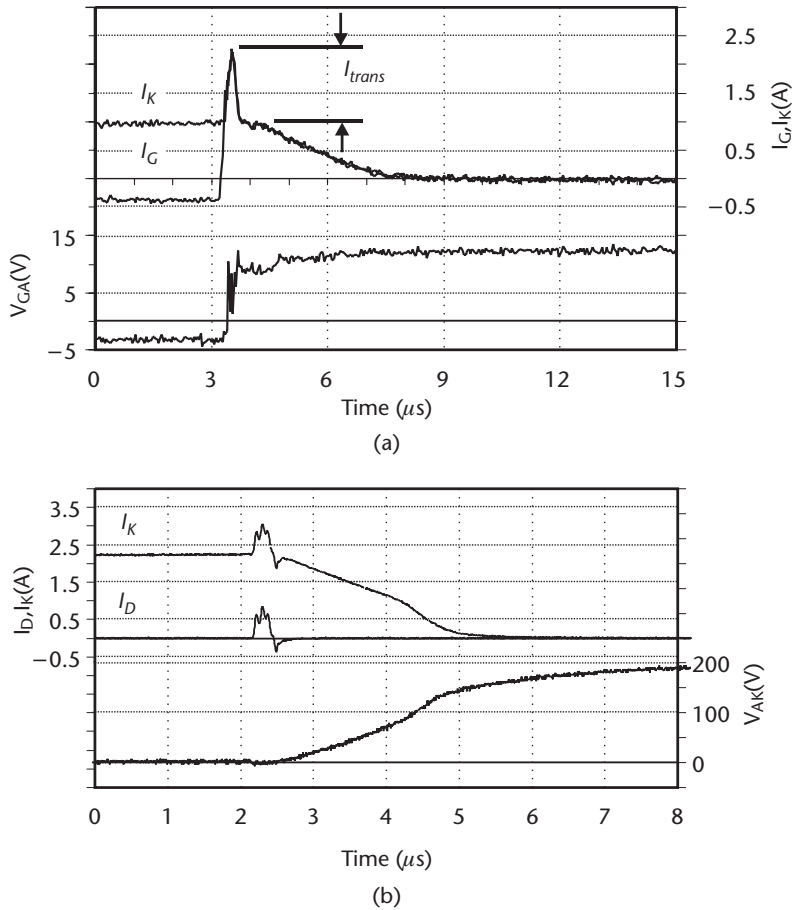 2.5
I_trans
I_K
1.5
I_G
0.5
I_G,I_K(A)
−0.5
15
5
−5
V_GA(V)
0 3 6 9 12 15
Time (μs)
(a)
3.5
I_K
2.5
1.5
I_D
0.5
−0.5
I_D,I_K(A)
200
100
0
V_AK(V)
0 1 2 3 4 5 6 7 8
Time (μs)
(b)